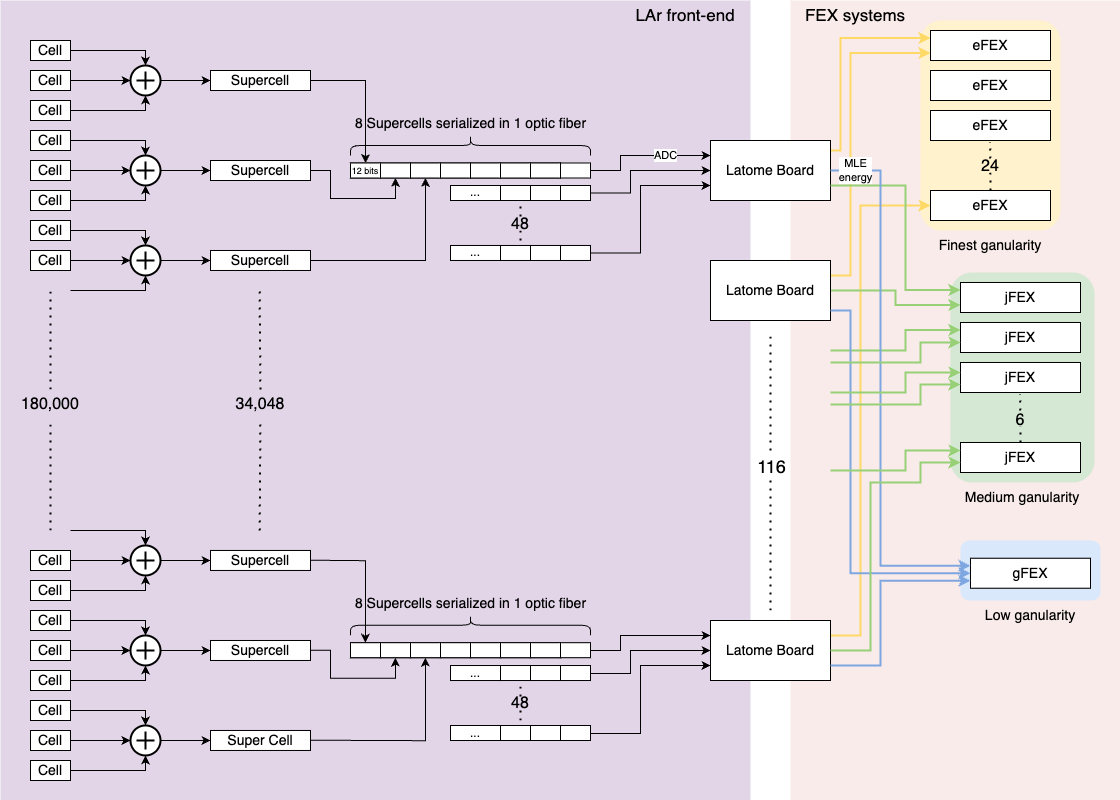 LAr front-end
FEX systems
Cell
Cell
Supercell
Cell
Cell
Cell
Supercell
Cell
Cell
Cell
Supercell
8 Supercells serialized in 1 optic fiber
12 bits
...
48
...
ADC
Latome Board
MLE
energy
Latome Board
180,000
34,048
116
eFEX
eFEX
eFEX
24
eFEX
Finest ganularity
jFEX
jFEX
jFEX
6
jFEX
Medium ganularity
gFEX
Low ganularity
Cell
Supercell
Cell
Cell
Cell
Supercell
Cell
Cell
Cell
Super Cell
Cell
8 Supercells serialized in 1 optic fiber
...
48
...
Latome Board